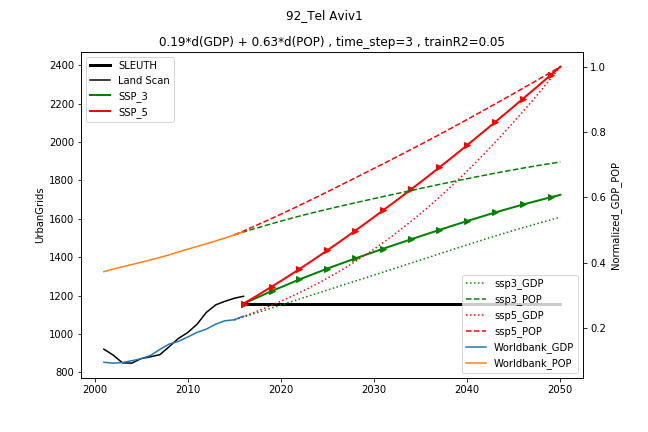 92_Tel Aviv1
0.19*d(GDP) + 0.63*d(POP) , time_step=3 , trainR2=0.05
SLEUTH
Land Scan
SSP_3
SSP_5
2400
2200
2000
1800
1600
1400
1200
1000
800
UrbanGrids
1.0
0.8
0.6
0.4
0.2
Normalized_GDP_POP
ssp3_GDP
ssp3_POP
ssp5_GDP
ssp5_POP
Worldbank_GDP
Worldbank_POP
2000
2010
2020
2030
2040
2050